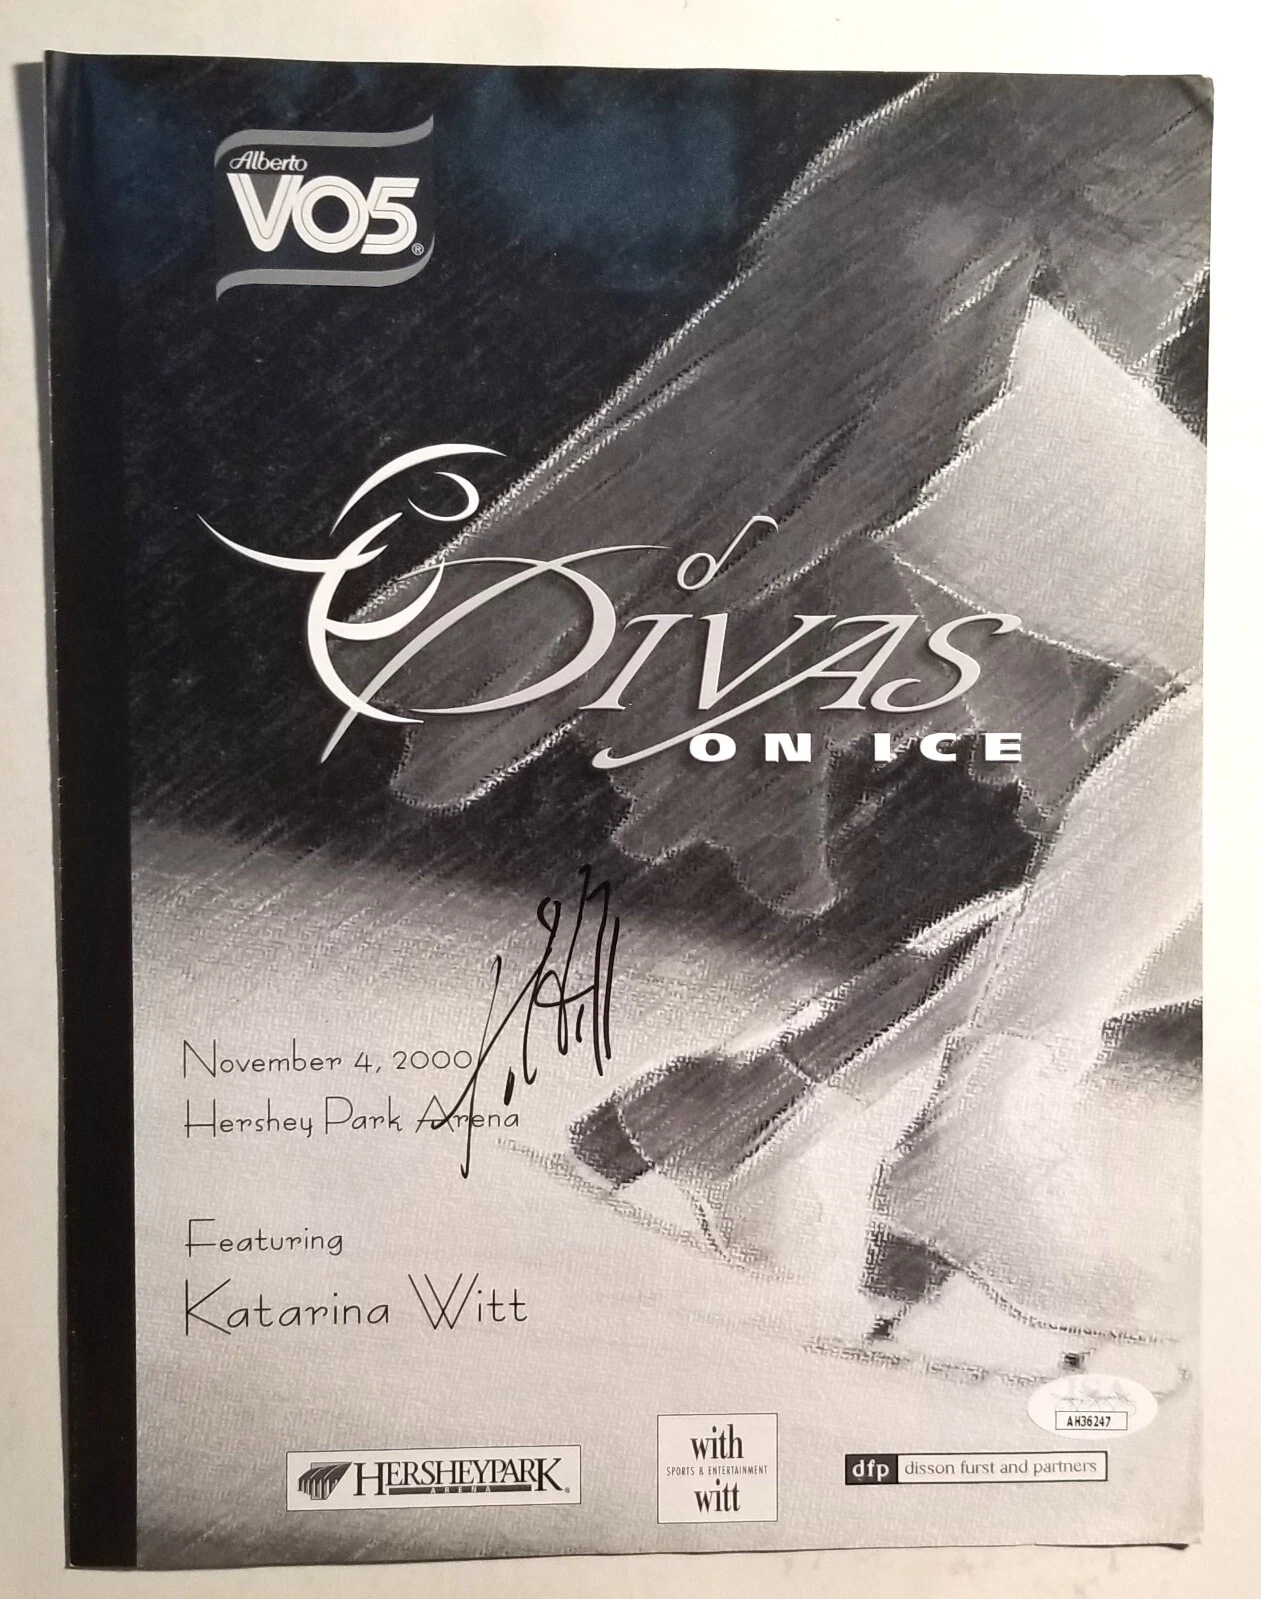 Alberto
VO5®
DIVAS
ON ICE
November 4, 2000
Hershey Park Arena
Featuring
Katarina Witt
AH36247
HERSHEYPARK®
ARENA
with
SPORTS & ENTERTAINMENT
witt
dfp disson furst and partners